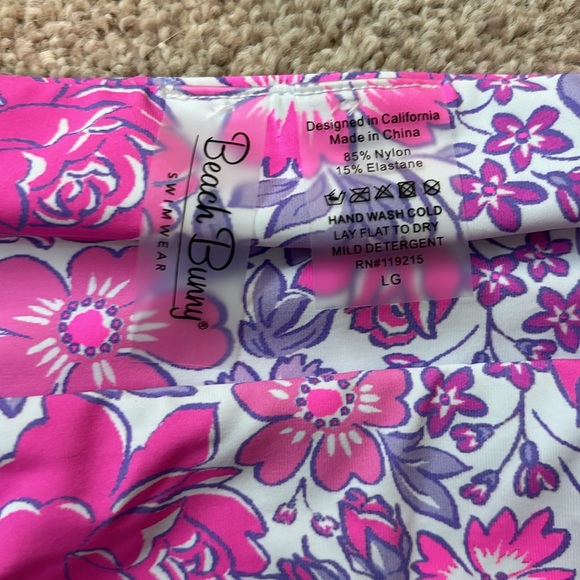 Beach Bunny®
SWIMWEAR
Designed in California
Made in China
85% Nylon
15% Elastane
HAND WASH COLD
LAY FLAT TO DRY
MILD DETERGENT
RN#119215
LG